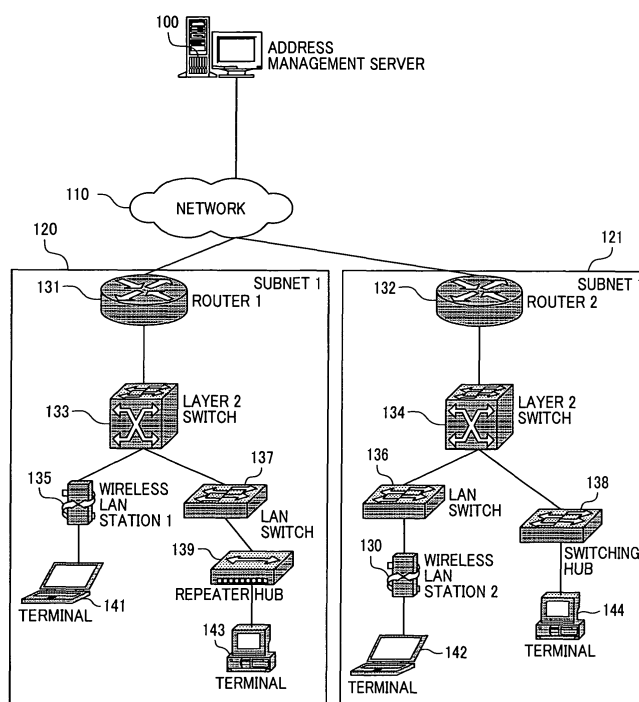 100
ADDRESS
MANAGEMENT SERVER
110
NETWORK
120
121
SUBNET 1
131
ROUTER 1
SUBNET 1
132
ROUTER 2
133
LAYER 2
SWITCH
134
LAYER 2
SWITCH
135
WIRELESS
LAN
STATION 1
137
LAN
SWITCH
136
LAN
SWITCH
138
SWITCHING
HUB
139
REPEATER HUB
130
WIRELESS
LAN
STATION 2
141
TERMINAL
143
TERMINAL
142
TERMINAL
144
TERMINAL